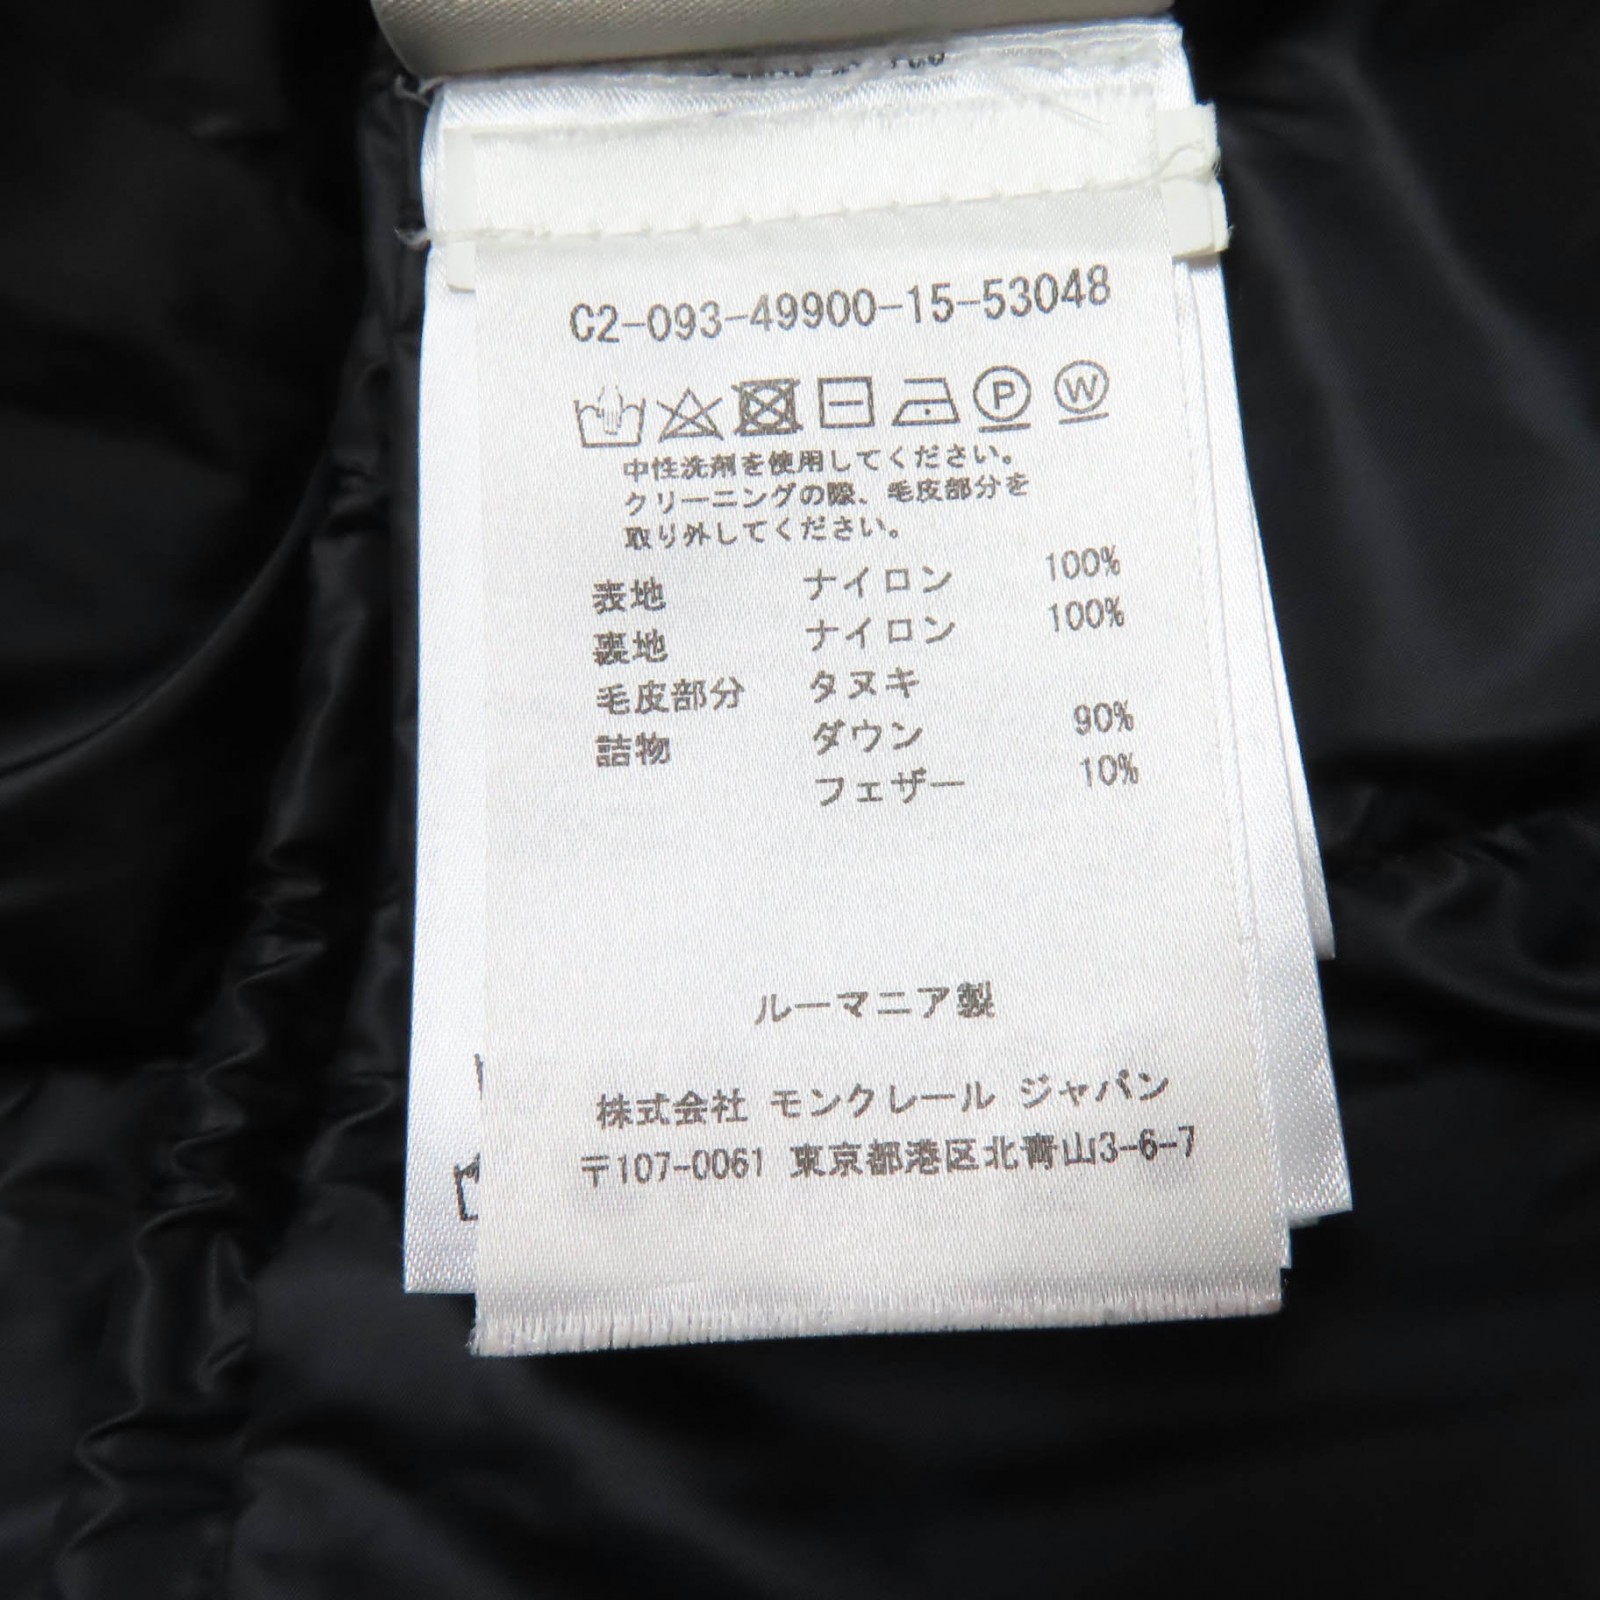 C2-093-49900-15-53048
P W
中性洗剤を使用してください。
クリーニングの際、毛皮部分を
取り外してください。
表地 ナイロン 100%
裏地 ナイロン 100%
毛皮部分 タヌキ
詰物 ダウン 90%
フェザー 10%
ルーマニア製
株式会社 モンクレール ジャパン
〒107-0061 東京都港区北青山3-6-7